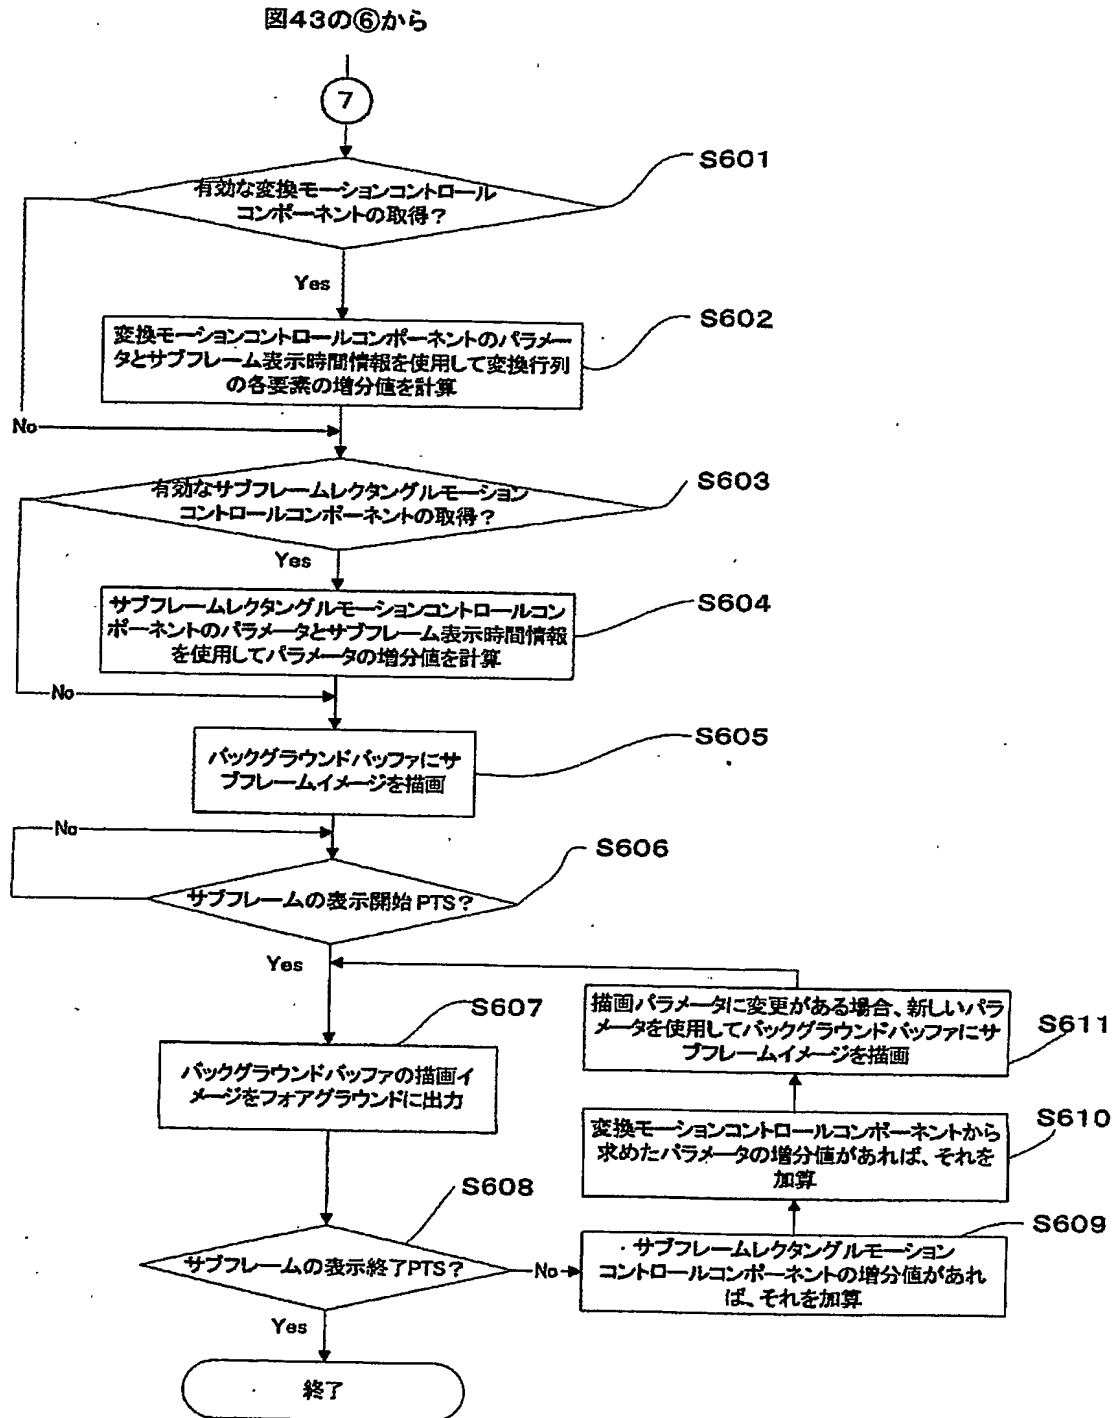 図43の⑥から
7
S601
有効な変換モーションコントロール
コンポーネントの取得?
Yes
S602
変換モーションコントロールコンポーネントのパラメー
タとサブフレーム表示時間情報を使用して変換行列
の各要素の増分値を計算
No
S603
有効なサブフレームレクタングルモーション
コントロールコンポーネントの取得?
Yes
S604
サブフレームレクタングルモーションコントロールコン
ポーネントのパラメータとサブフレーム表示時間情報
を使用してパラメータの増分値を計算
No
S605
バックグラウンドバッファにサ
ブフレームイメージを描画
No
S606
サブフレームの表示開始PTS?
Yes
S607
バックグラウンドバッファの描画イ
メージをフォアグラウンドに出力
S611
描画パラメータに変更がある場合、新しいパラ
メータを使用してバックグラウンドバッファにサ
ブフレームイメージを描画
S610
変換モーションコントロールコンポーネントから
求めたパラメータの増分値があれば、それを
加算
S608
サブフレームの表示終了PTS?
No
S609
サブフレームレクタングルモーション
コントロールコンポーネントの増分値があれ
ば、それを加算
Yes
終了